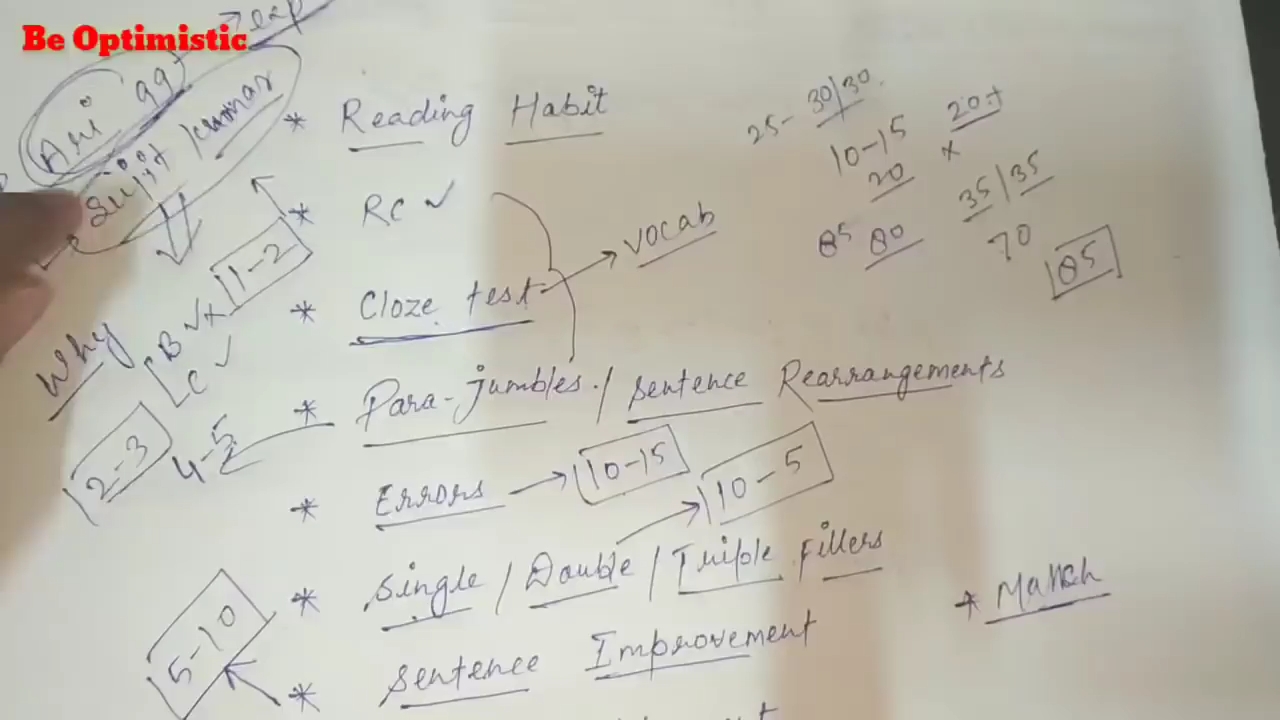 Be Optimistic
Ari 99
Sujit Kumar
* Reading Habit
* RC ✓
1-2
* Cloze test → vocab
Why
B ✓ x
C ✓
* Para-jumbles / sentence Rearrangements
2-3
4-5
* Errors → 10-15
10-5
* Single / Double / Triple Fillers
5-10
* Sentence Improvement
25- 30/30
10-15
20
85 80
20+
x
35/35
70
85
* Match